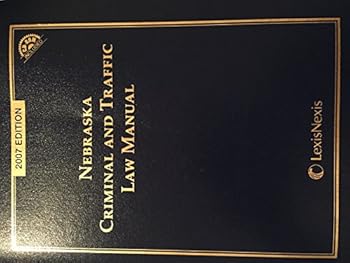 2007 EDITION
NEBRASKA
CRIMINAL AND TRAFFIC
LAW MANUAL
LexisNexis